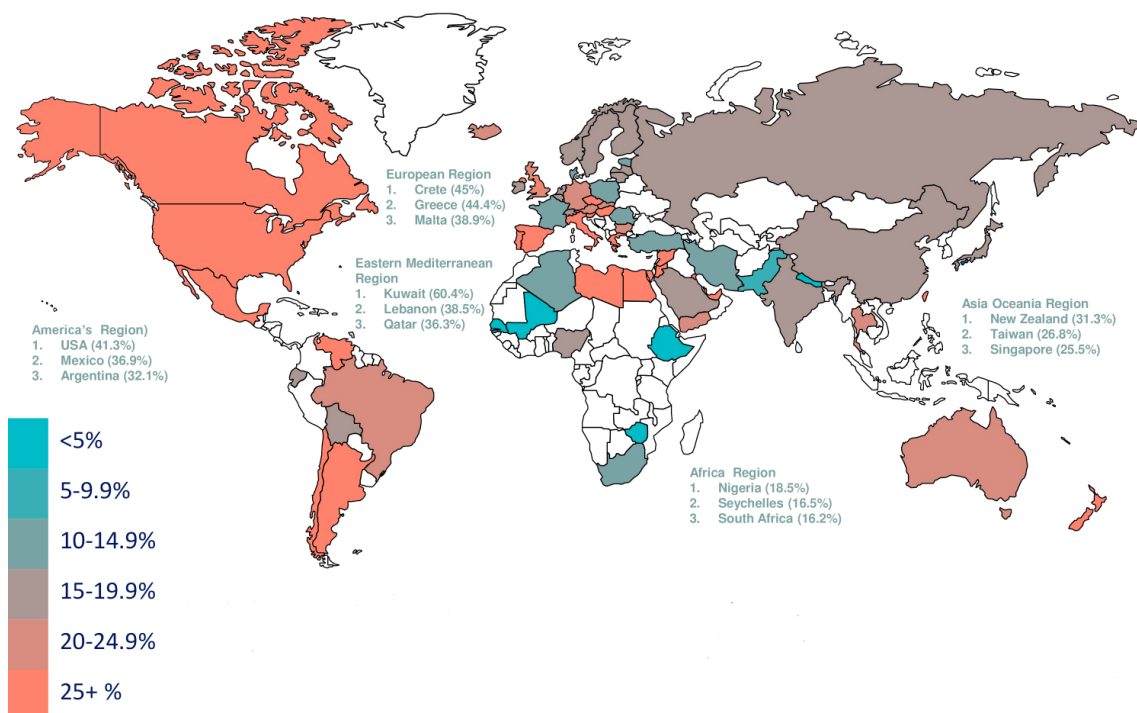 European Region
1. Crete (45%)
2. Greece (44.4%)
3. Malta (38.9%)
Eastern Mediterranean
Region
1. Kuwait (60.4%)
2. Lebanon (38.5%)
3. Qatar (36.3%)
America's Region)
1. USA (41.3%)
2. Mexico (36.9%)
3. Argentina (32.1%)
Asia Oceania Region
1. New Zealand (31.3%)
2. Taiwan (26.8%)
3. Singapore (25.5%)
Africa Region
1. Nigeria (18.5%)
2. Seychelles (16.5%)
3. South Africa (16.2%)
<5%
5-9.9%
10-14.9%
15-19.9%
20-24.9%
25+ %